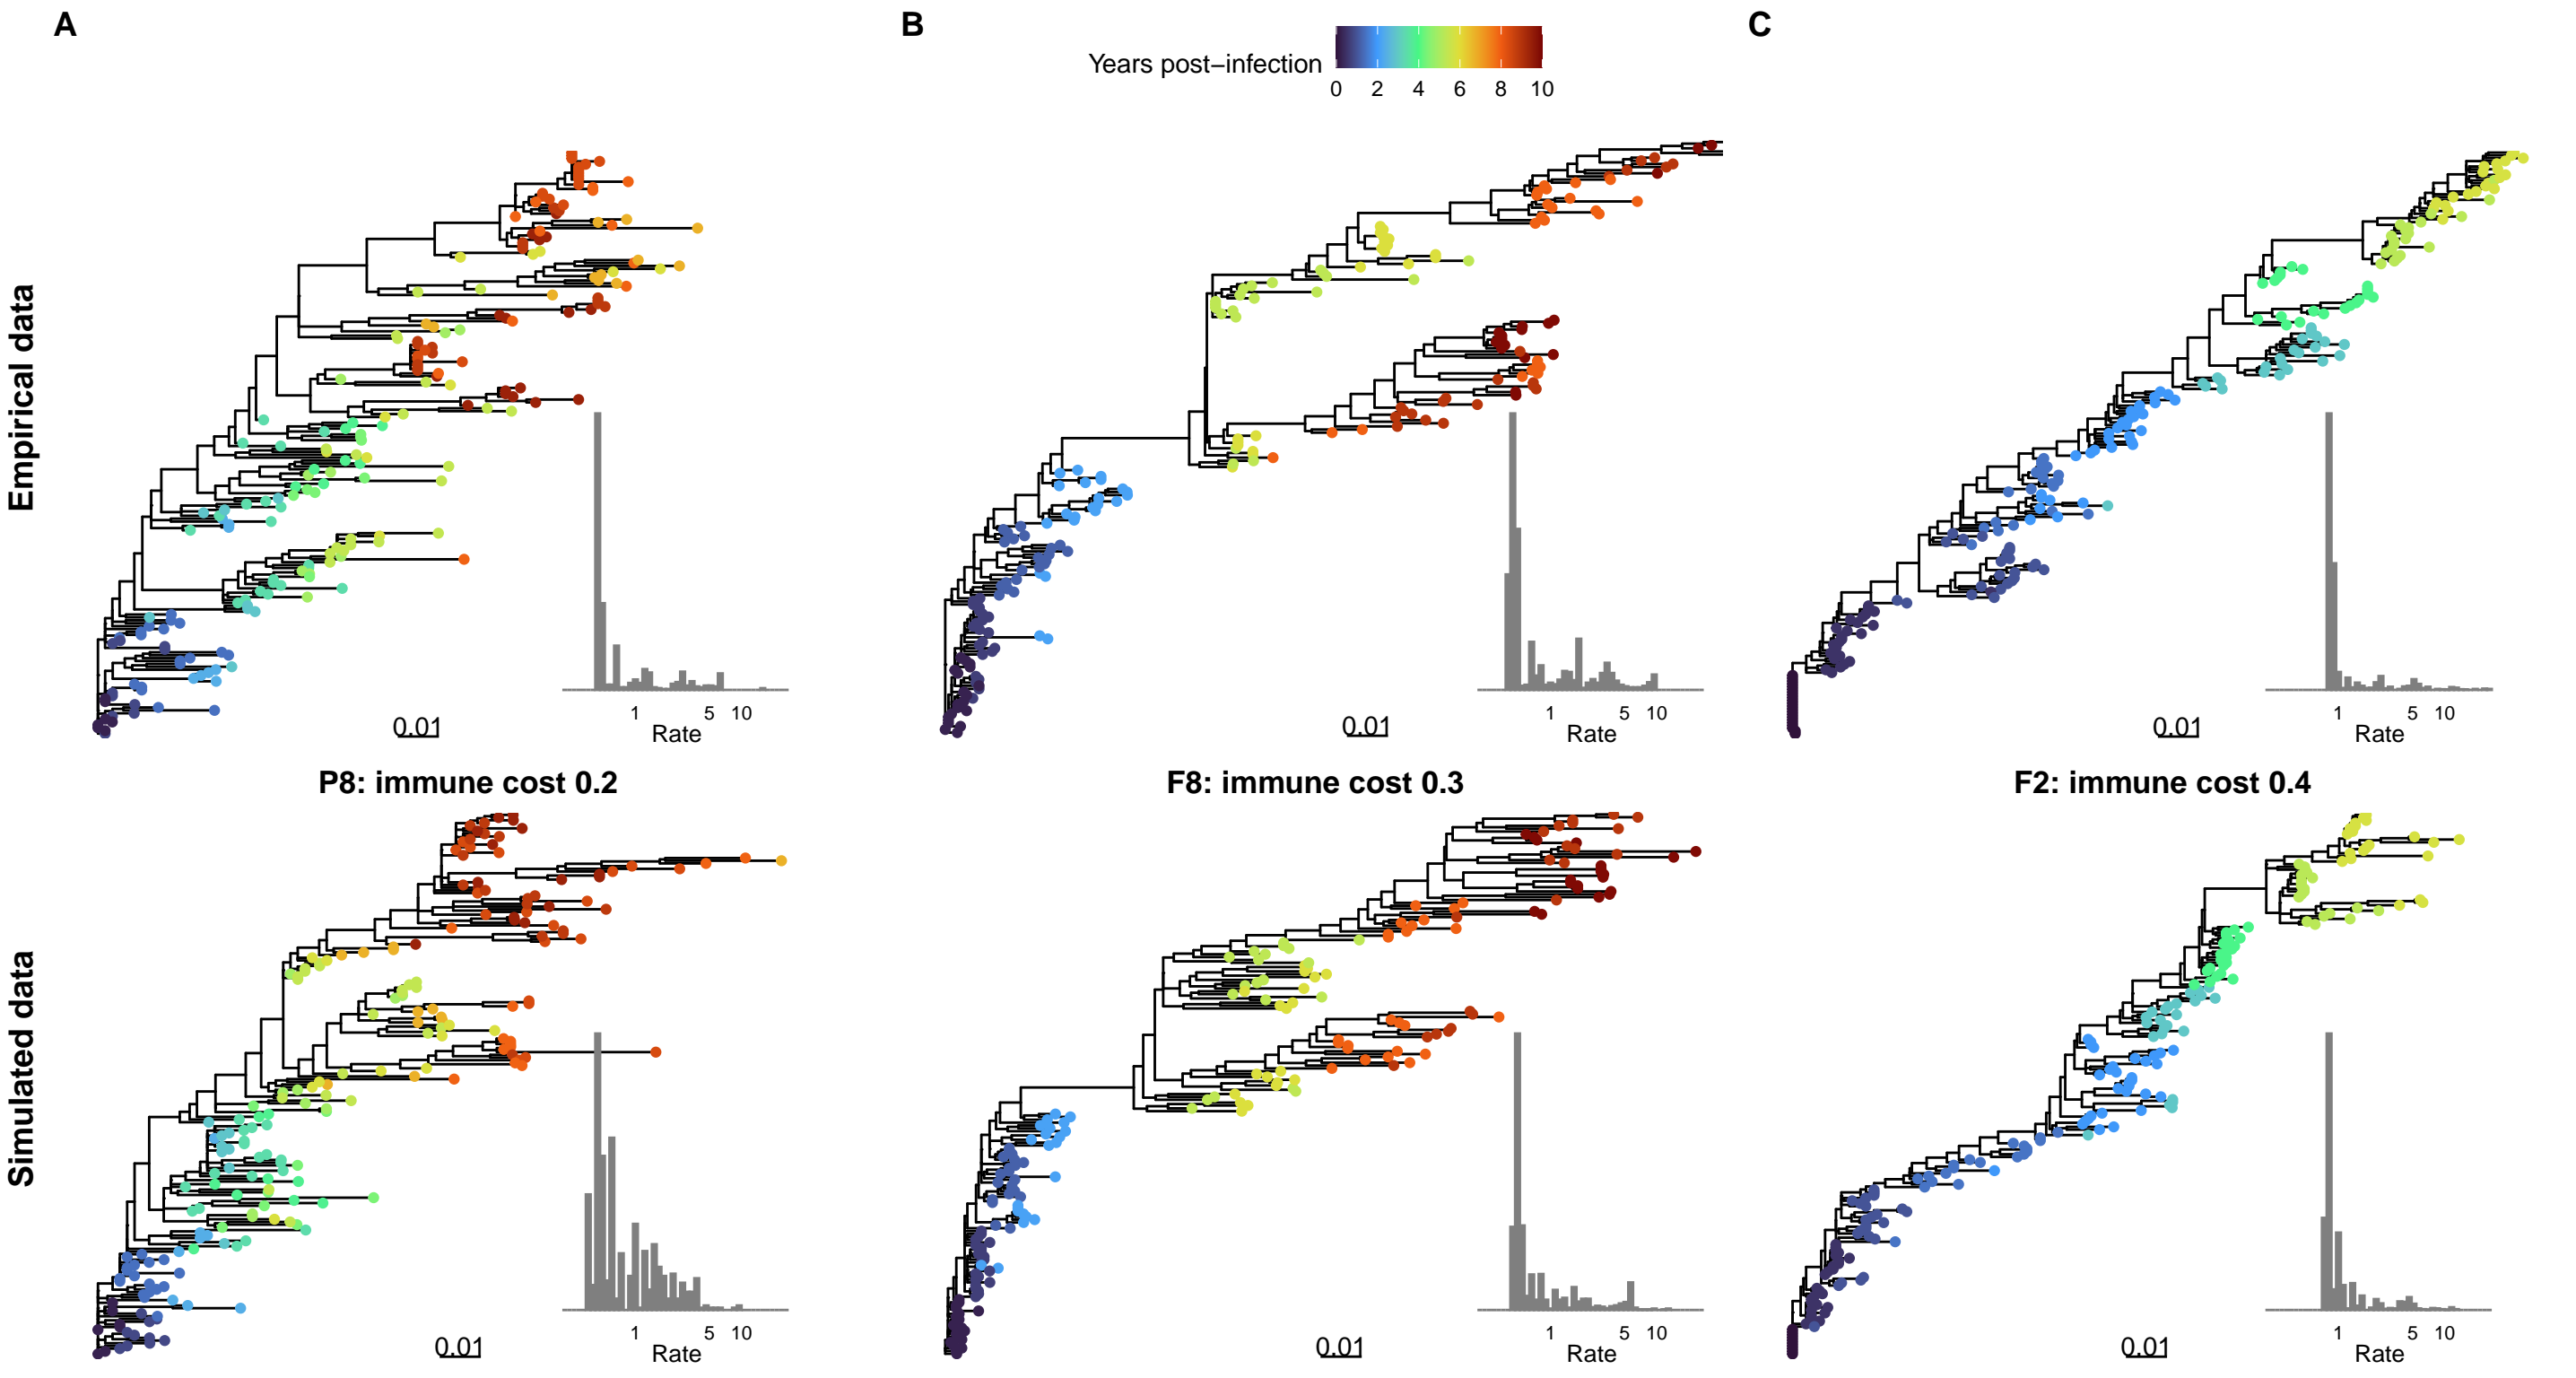 A
B
C
Years post–infection
0 2 4 6 8 10
Empirical data
0.01
1 5 10
Rate
0.01
1 5 10
Rate
0.01
1 5 10
Rate
P8: immune cost 0.2
F8: immune cost 0.3
F2: immune cost 0.4
Simulated data
0.01
1 5 10
Rate
0.01
1 5 10
Rate
0.01
1 5 10
Rate